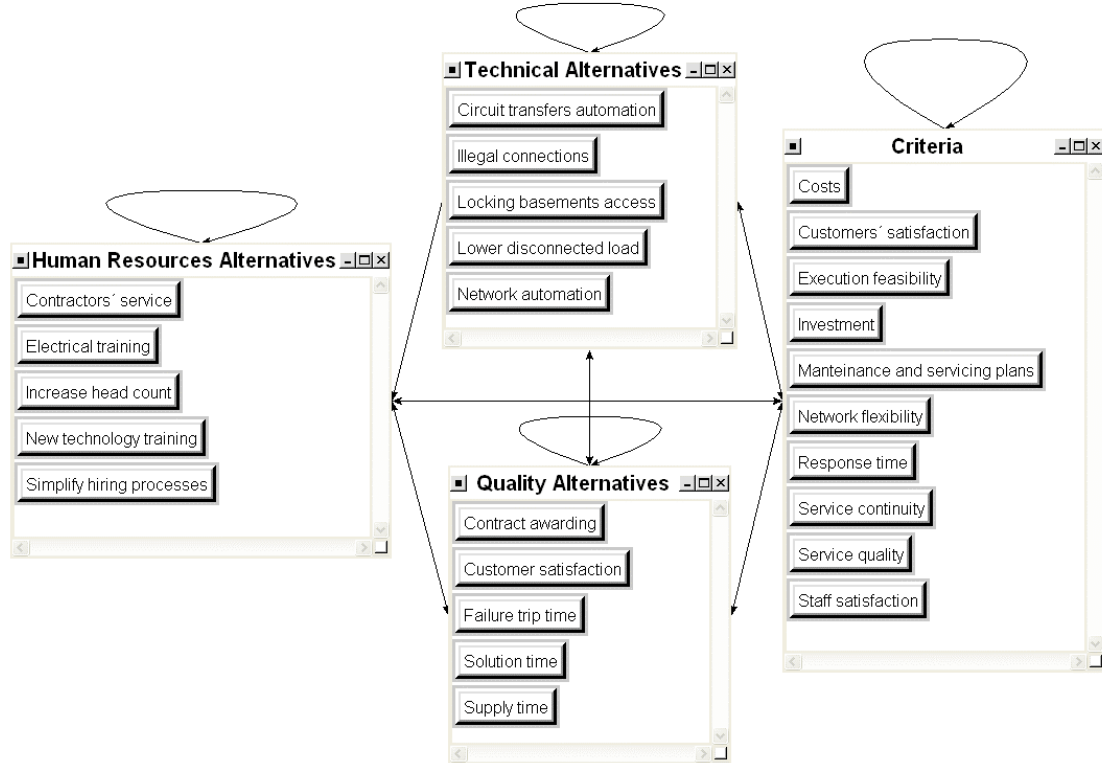 Technical Alternatives
Circuit transfers automation
Illegal connections
Locking basements access
Lower disconnected load
Network automation
Criteria
Costs
Customers´ satisfaction
Execution feasibility
Investment
Manteinance and servicing plans
Network flexibility
Response time
Service continuity
Service quality
Staff satisfaction
Human Resources Alternatives
Contractors´ service
Electrical training
Increase head count
New technology training
Simplify hiring processes
Quality Alternatives
Contract awarding
Customer satisfaction
Failure trip time
Solution time
Supply time